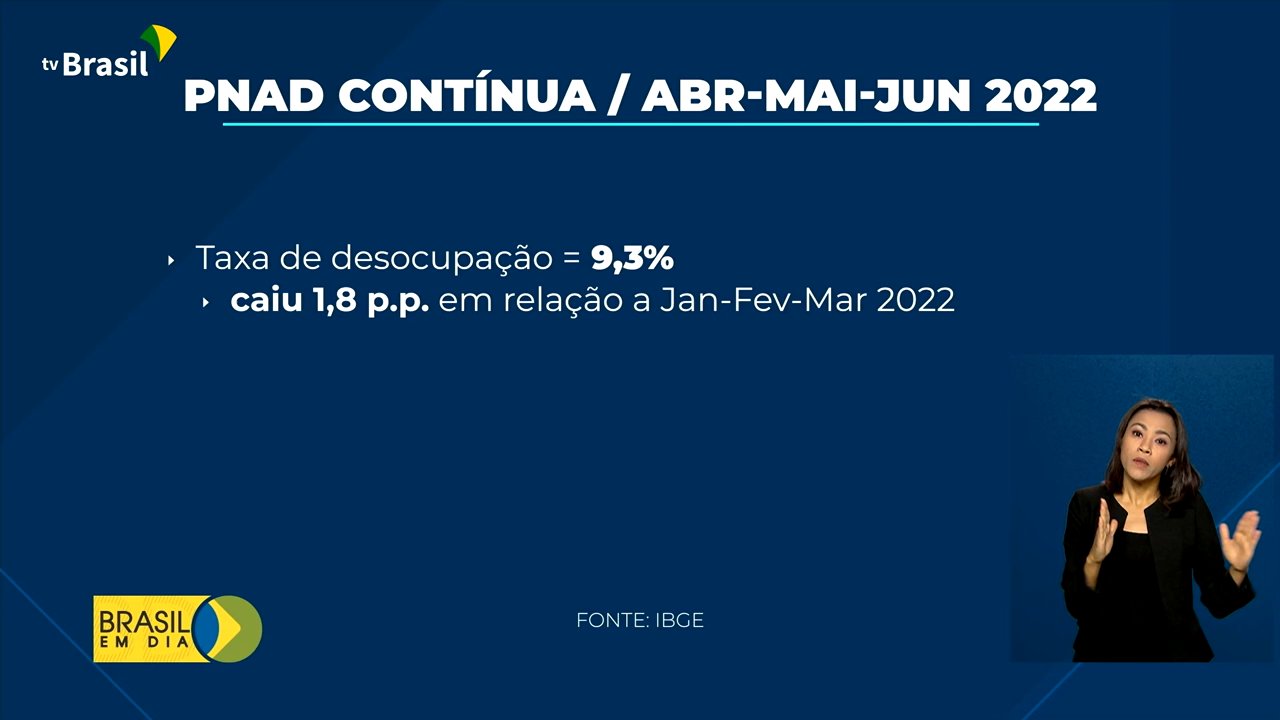 tv Brasil
PNAD CONTÍNUA / ABR-MAI-JUN 2022
Taxa de desocupação = 9,3%
caiu 1,8 p.p. em relação a Jan-Fev-Mar 2022
BRASIL
EM DIA
FONTE: IBGE